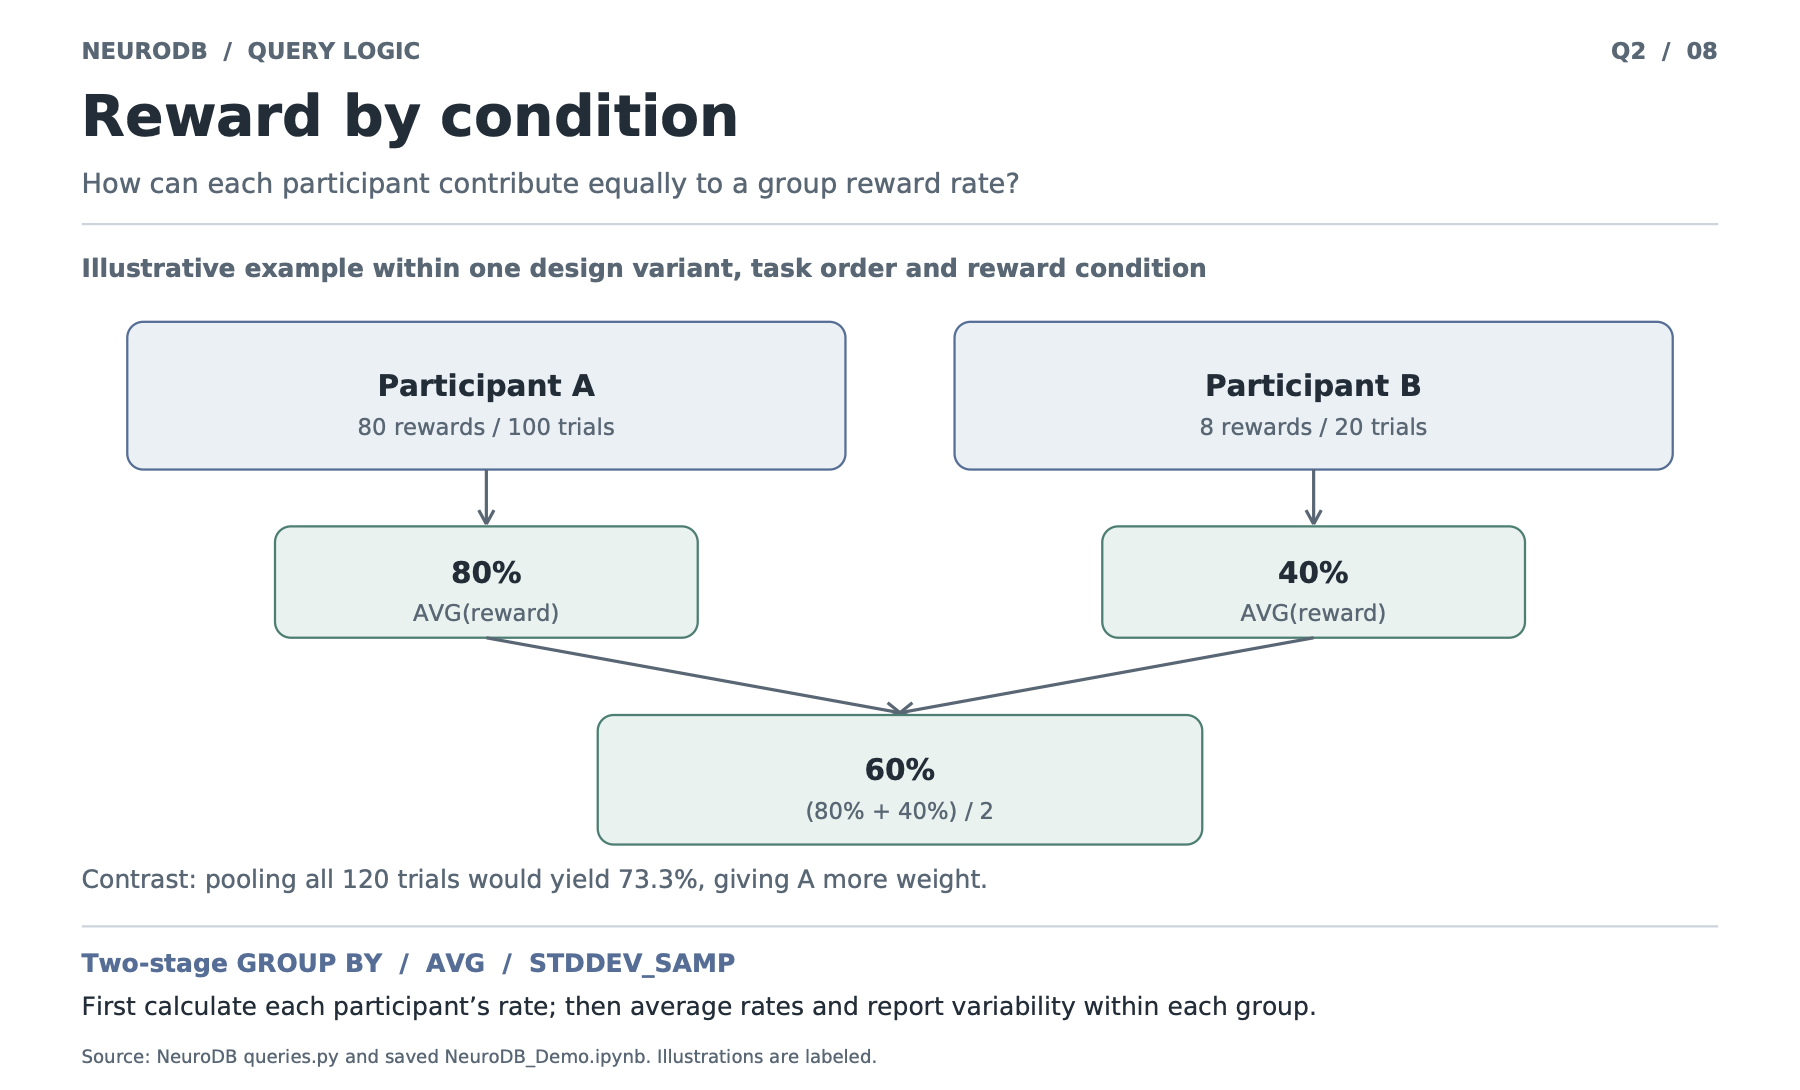 NEURODB / QUERY LOGIC
Q2 / 08
Reward by condition
How can each participant contribute equally to a group reward rate?
Illustrative example within one design variant, task order and reward condition
Participant A
80 rewards / 100 trials
Participant B
8 rewards / 20 trials
80%
AVG(reward)
40%
AVG(reward)
60%
(80% + 40%) / 2
Contrast: pooling all 120 trials would yield 73.3%, giving A more weight.
Two-stage GROUP BY / AVG / STDDEV_SAMP
First calculate each participant’s rate; then average rates and report variability within each group.
Source: NeuroDB queries.py and saved NeuroDB_Demo.ipynb. Illustrations are labeled.